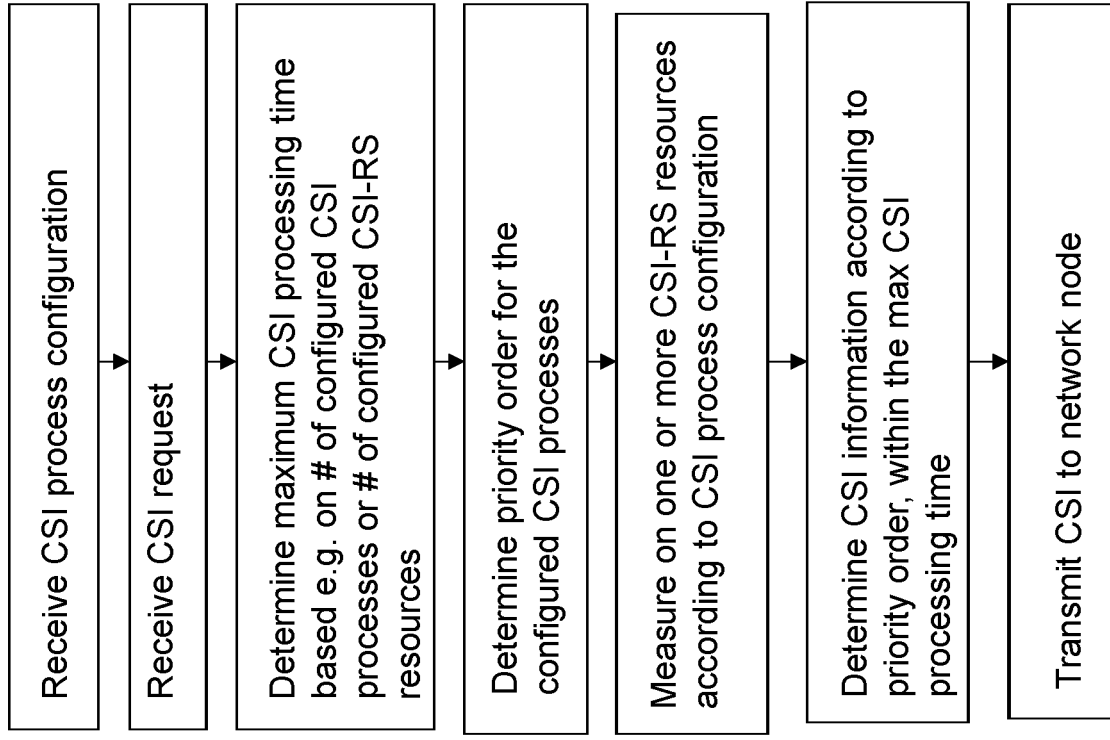 Receive CSI process configuration
Receive CSI request
Determine maximum CSI processing time
based e.g. on # of configured CSI
processes or # of configured CSI-RS
resources
Determine priority order for the
configured CSI processes
Measure on one or more CSI-RS resources
according to CSI process configuration
Determine CSI information according to
priority order, within the max CSI
processing time
Transmit CSI to network node